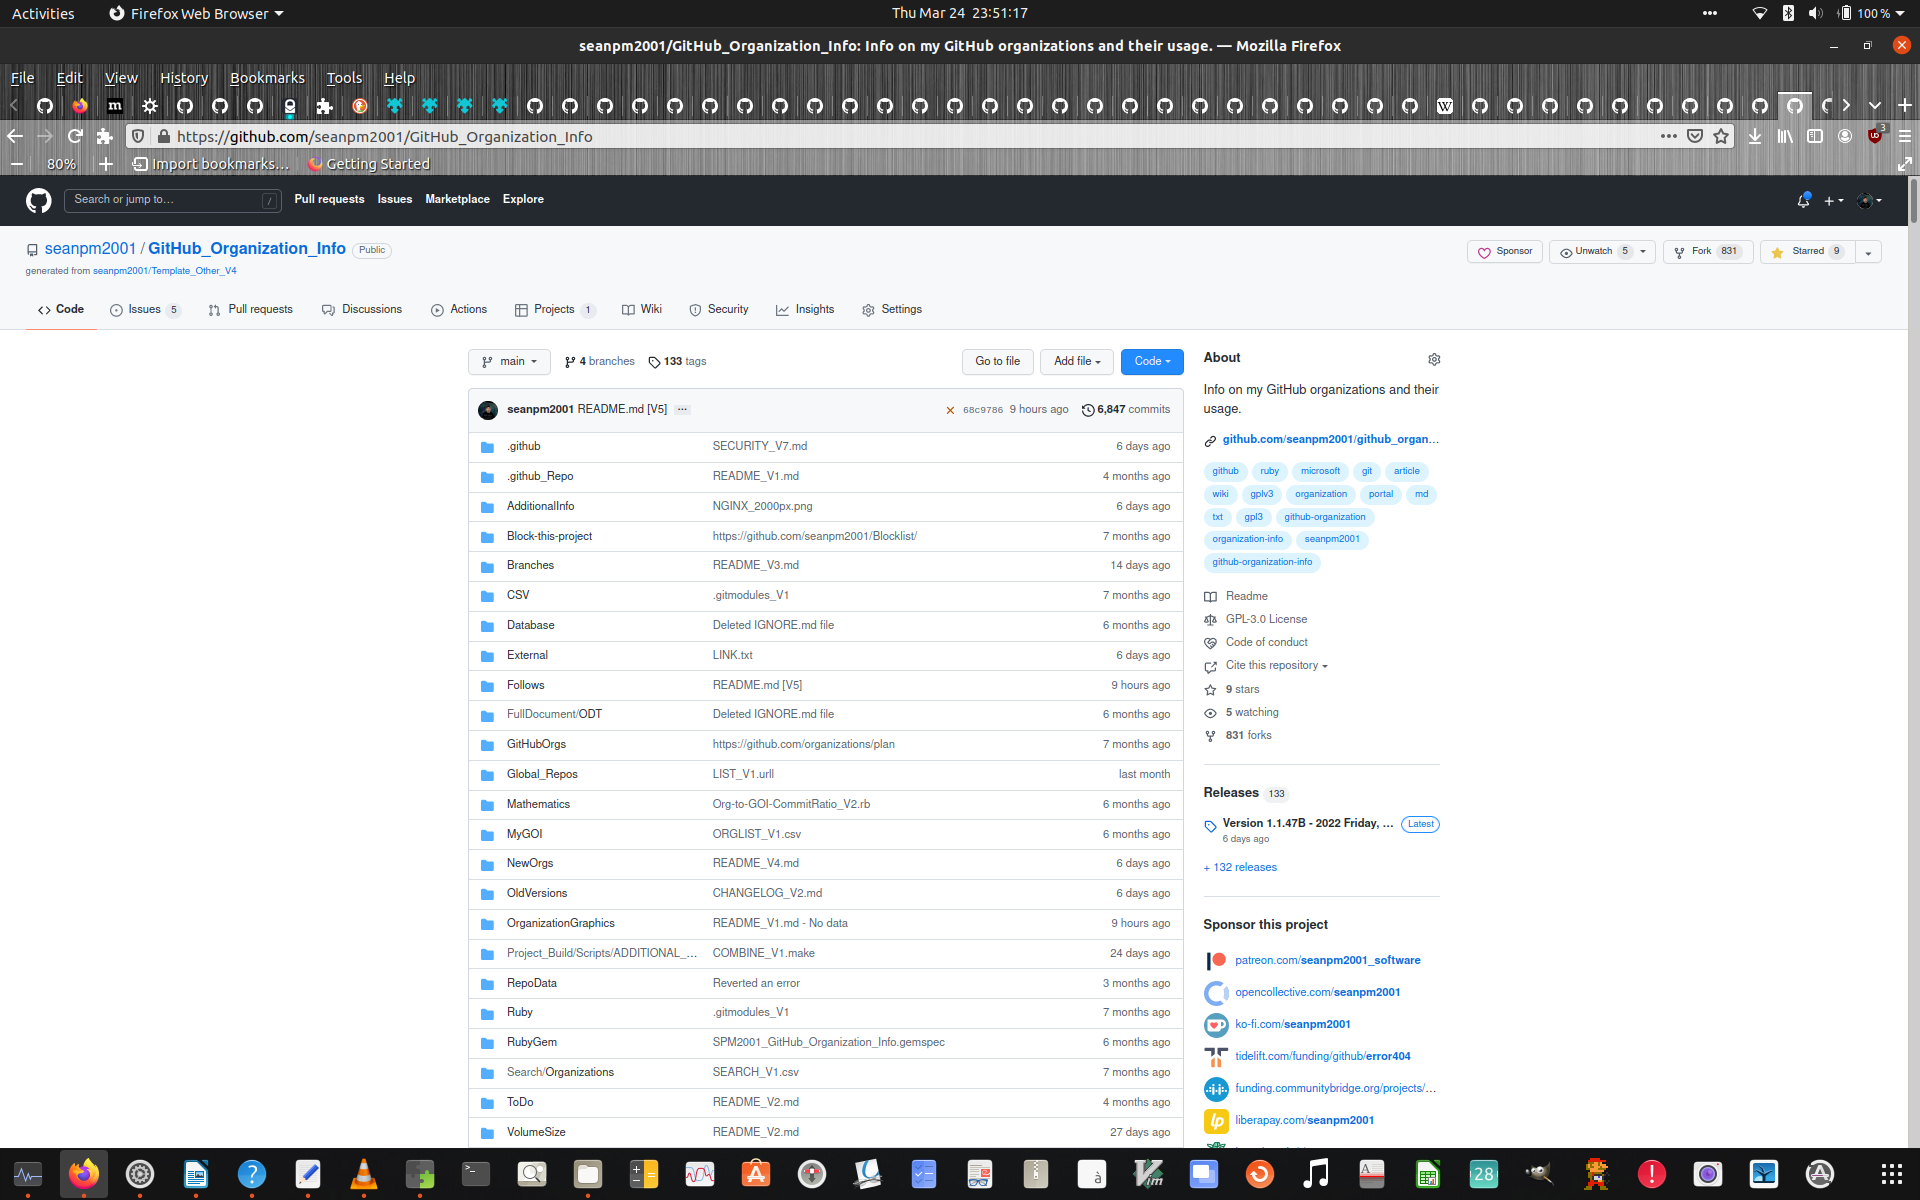 Activities
Firefox Web Browser
Thu Mar 24 23:51:17
100 %
seanpm2001/GitHub_Organization_Info: Info on my GitHub organizations and their usage. — Mozilla Firefox
File Edit View History Bookmarks Tools Help
https://github.com/seanpm2001/GitHub_Organization_Info
3
80%
Import bookmarks…
Getting Started
Search or jump to…
/
Pull requests Issues Marketplace Explore
seanpm2001 / GitHub_Organization_Info Public
generated from seanpm2001/Template_Other_V4
Sponsor
Unwatch 5
Fork 831
Starred 9
Code
Issues 5
Pull requests
Discussions
Actions
Projects 1
Wiki
Security
Insights
Settings
main
4 branches
133 tags
Go to file
Add file
Code
seanpm2001 README.md [V5] ...
68c9786 9 hours ago
6,847 commits
.github SECURITY_V7.md 6 days ago
.github_Repo README_V1.md 4 months ago
AdditionalInfo NGINX_2000px.png 6 days ago
Block-this-project https://github.com/seanpm2001/Blocklist/ 7 months ago
Branches README_V3.md 14 days ago
CSV .gitmodules_V1 7 months ago
Database Deleted IGNORE.md file 6 months ago
External LINK.txt 6 days ago
Follows README.md [V5] 9 hours ago
FullDocument/ODT Deleted IGNORE.md file 6 months ago
GitHubOrgs https://github.com/organizations/plan 7 months ago
Global_Repos LIST_V1.urll last month
Mathematics Org-to-GOI-CommitRatio_V2.rb 6 months ago
MyGOI ORGLIST_V1.csv 6 months ago
NewOrgs README_V4.md 6 days ago
OldVersions CHANGELOG_V2.md 6 days ago
OrganizationGraphics README_V1.md - No data 9 hours ago
Project_Build/Scripts/ADDITIONAL_… COMBINE_V1.make 24 days ago
RepoData Reverted an error 3 months ago
Ruby .gitmodules_V1 7 months ago
RubyGem SPM2001_GitHub_Organization_Info.gemspec 6 months ago
Search/Organizations SEARCH_V1.csv 7 months ago
ToDo README_V2.md 4 months ago
VolumeSize README_V2.md 27 days ago
About
Info on my GitHub organizations and their
usage.
github.com/seanpm2001/github_organ…
github ruby microsoft git article
wiki gplv3 organization portal md
txt gpl3 github-organization
organization-info seanpm2001
github-organization-info
Readme
GPL-3.0 License
Code of conduct
Cite this repository
9 stars
5 watching
831 forks
Releases 133
Version 1.1.47B - 2022 Friday, … Latest
6 days ago
+ 132 releases
Sponsor this project
patreon.com/seanpm2001_software
opencollective.com/seanpm2001
ko-fi.com/seanpm2001
tidelift.com/funding/github/error404
funding.communitybridge.org/projects/…
lp
liberapay.com/seanpm2001
28